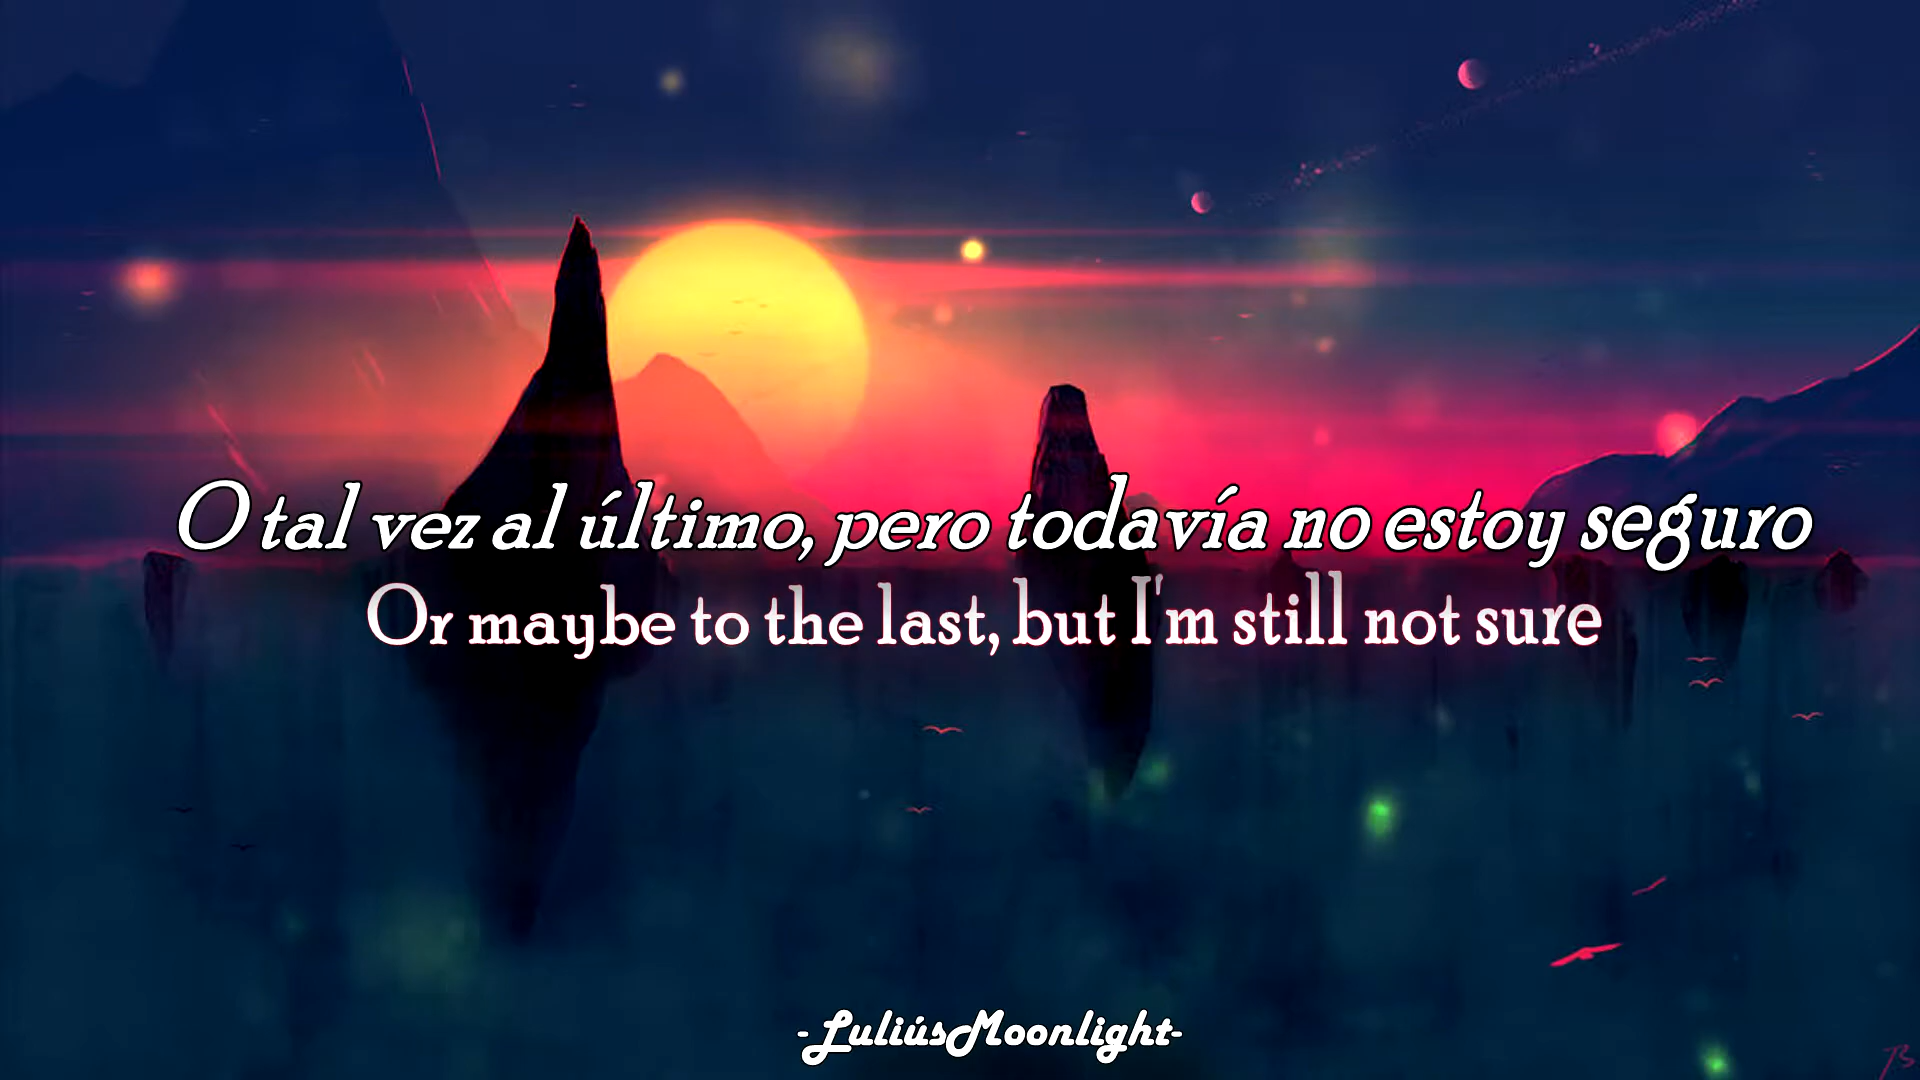 O tal vez al último, pero todavía no estoy seguro
Or maybe to the last, but I'm still not sure
-LuliúsMoonlight-